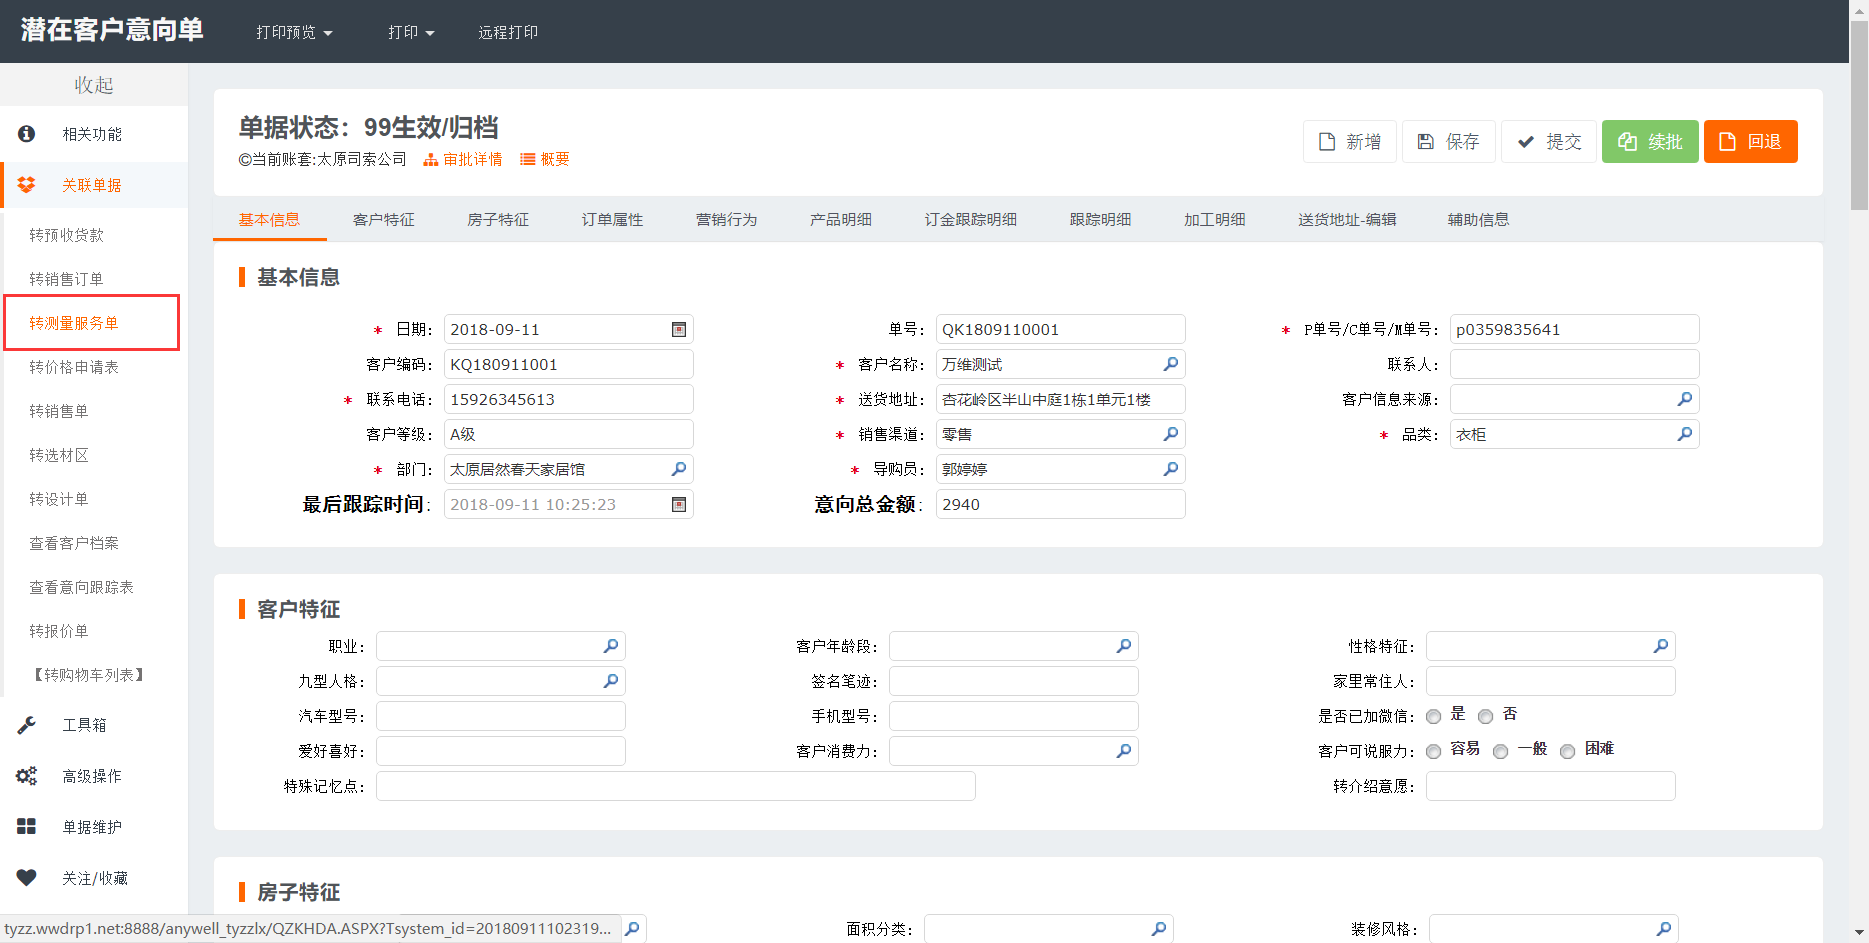 潜在客户意向单 打印预览 打印 远程打印
收起
相关功能
关联单据
转预收货款
转销售订单
转测量服务单
转价格申请表
转销售单
转选材区
转设计单
查看客户档案
查看意向跟踪表
转报价单
【转购物车列表】
工具箱
高级操作
单据维护
关注/收藏
单据状态：99生效/归档
©当前账套:太原司索公司 审批详情 概要
新增 保存 提交 续批 回退
基本信息 客户特征 房子特征 订单属性 营销行为 产品明细 订金跟踪明细 跟踪明细 加工明细 送货地址-编辑 辅助信息
基本信息
* 日期： 2018-09-11 单号： QK1809110001 * P单号/C单号/M单号： p0359835641
客户编码： KQ180911001 * 客户名称： 万维测试 联系人：
* 联系电话： 15926345613 * 送货地址： 杏花岭区半山中庭1栋1单元1楼 客户信息来源：
客户等级： A级 * 销售渠道： 零售 * 品类： 衣柜
* 部门： 太原居然春天家居馆 * 导购员： 郭婷婷
最后跟踪时间： 2018-09-11 10:25:23 意向总金额： 2940
客户特征
职业： 客户年龄段： 性格特征：
九型人格： 签名笔迹： 家里常住人：
汽车型号： 手机型号： 是否已加微信： 是 否
爱好喜好： 客户消费力： 客户可说服力： 容易 一般 困难
特殊记忆点： 转介绍意愿：
房子特征
面积分类： 装修风格：
tyzz.wwdrp1.net:8888/anywell_tyzzlx/QZKHDA.ASPX?Tsystem_id=20180911102319...